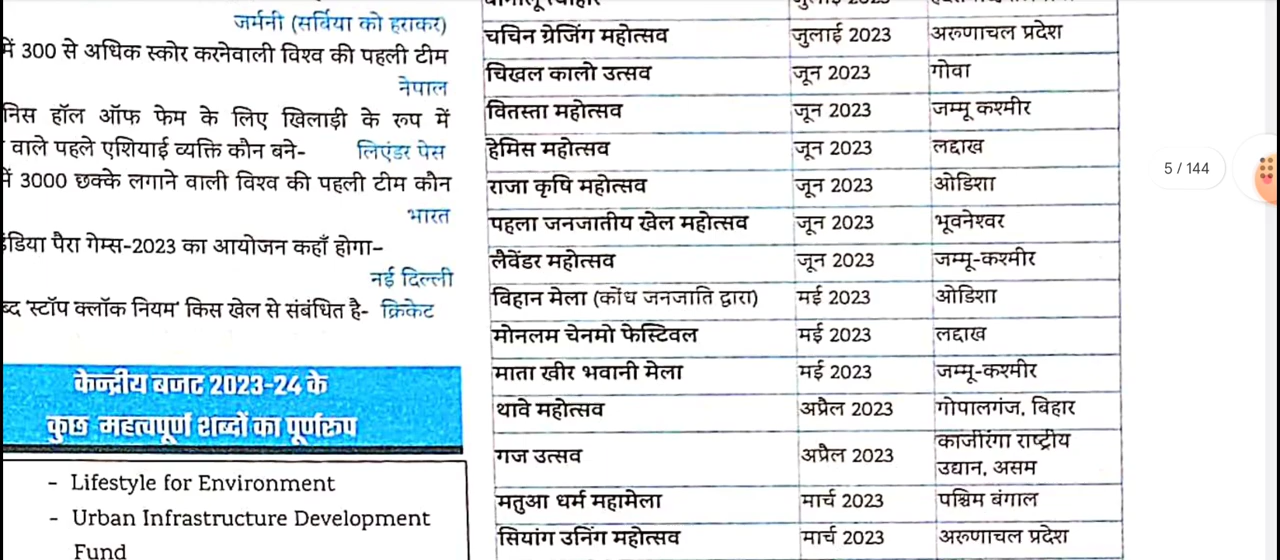 जर्मनी (सर्बिया को हराकर)
में 300 से अधिक स्कोर करनेवाली विश्व की पहली टीम
नेपाल
निस हॉल ऑफ फेम के लिए खिलाड़ी के रूप में
वाले पहले एशियाई व्यक्ति कौन बने- लिएंडर पेस
में 3000 छक्के लगाने वाली विश्व की पहली टीम कौन
भारत
इंडिया पैरा गेम्स-2023 का आयोजन कहाँ होगा-
नई दिल्ली
ब्द 'स्टॉप क्लॉक नियम' किस खेल से संबंधित है- क्रिकेट
केन्द्रीय बजट 2023-24 के
कुछ महत्वपूर्ण शब्दों का पूर्णरूप
- Lifestyle for Environment
- Urban Infrastructure Development
Fund
चचिन ग्रेजिंग महोत्सव जुलाई 2023 अरुणाचल प्रदेश
चिखल कालो उत्सव जून 2023 गोवा
वितस्ता महोत्सव जून 2023 जम्मू कश्मीर
हेमिस महोत्सव जून 2023 लद्दाख
राजा कृषि महोत्सव जून 2023 ओडिशा
पहला जनजातीय खेल महोत्सव जून 2023 भूवनेश्वर
लैवेंडर महोत्सव जून 2023 जम्मू-कश्मीर
विहान मेला (कोंध जनजाति द्वारा) मई 2023 ओडिशा
मोनलम चेनमो फेस्टिवल मई 2023 लद्दाख
माता खीर भवानी मेला मई 2023 जम्मू-कश्मीर
थावे महोत्सव अप्रैल 2023 गोपालगंज, बिहार
गज उत्सव अप्रैल 2023 काजीरंगा राष्ट्रीय
उद्यान, असम
मतुआ धर्म महामेला मार्च 2023 पश्चिम बंगाल
सियांग उनिंग महोत्सव मार्च 2023 अरुणाचल प्रदेश
5 / 144